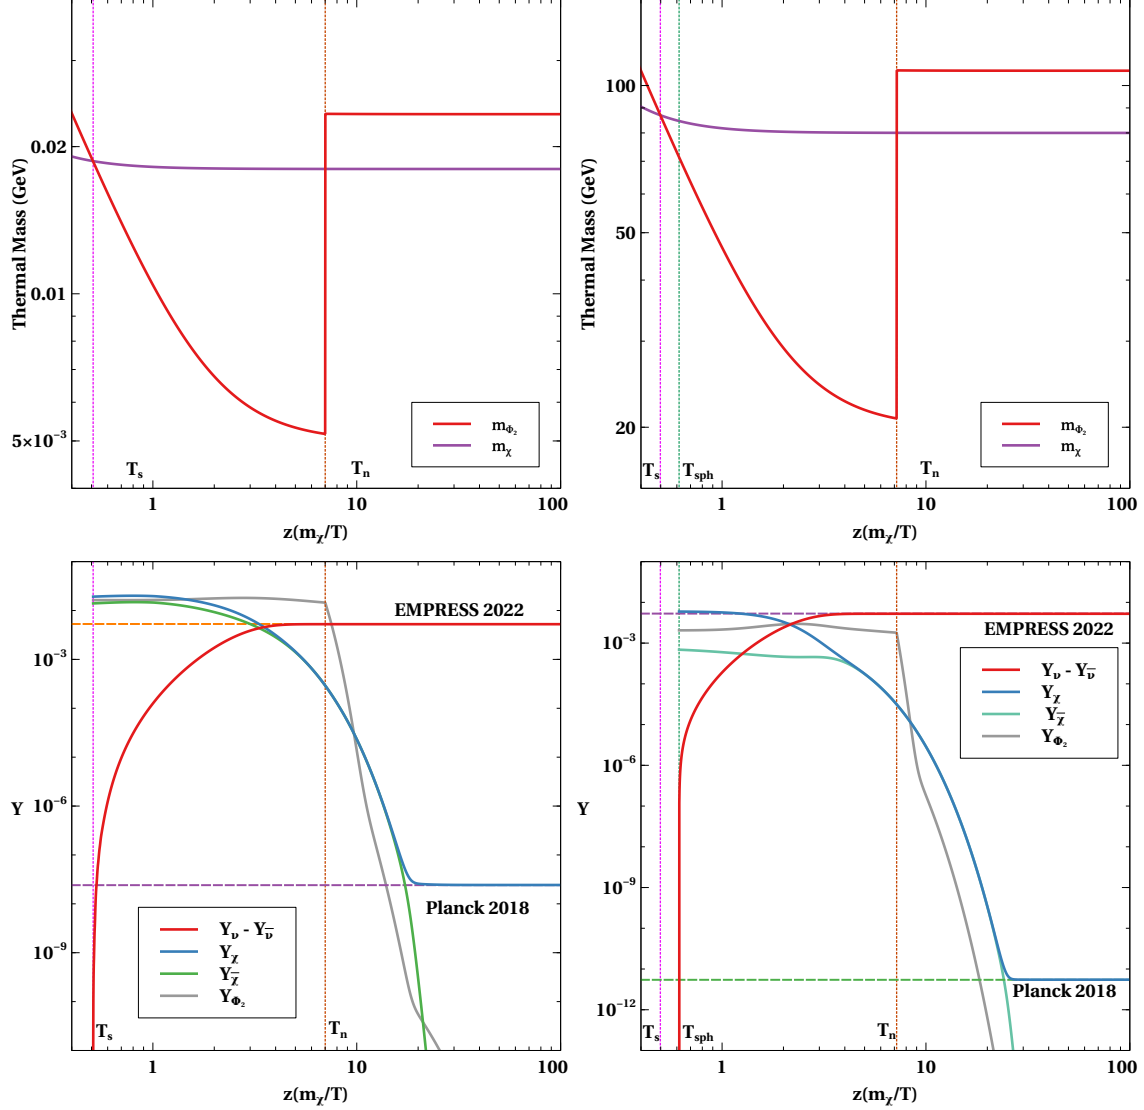 Thermal Mass (GeV)
0.02
0.01
5×10⁻³
T_s
T_n
m_Φ₂
m_χ
1
10
100
z(m_χ/T)
Thermal Mass (GeV)
100
50
20
T_s
T_sph
T_n
m_Φ₂
m_χ
1
10
100
z(m_χ/T)
Y
10⁻³
10⁻⁶
10⁻⁹
EMPRESS 2022
Planck 2018
Y_ν - Y_ν̅
Y_χ
Y_χ̅
Y_Φ₂
T_s
T_n
1
10
100
z(m_χ/T)
Y
10⁻³
10⁻⁶
10⁻⁹
10⁻¹²
EMPRESS 2022
Y_ν - Y_ν̅
Y_χ
Y_χ̅
Y_Φ₂
Planck 2018
T_s
T_sph
T_n
1
10
100
z(m_χ/T)